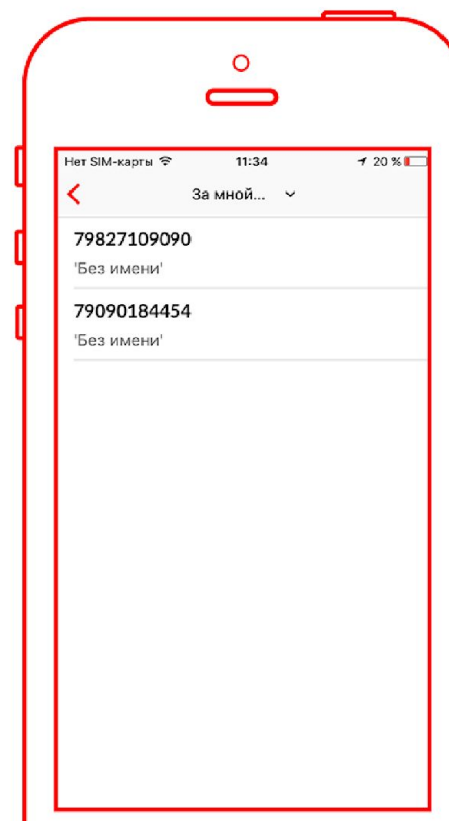 Нет SIM-карты 11:34 20 %
За мной...
79827109090
'Без имени'
79090184454
'Без имени'